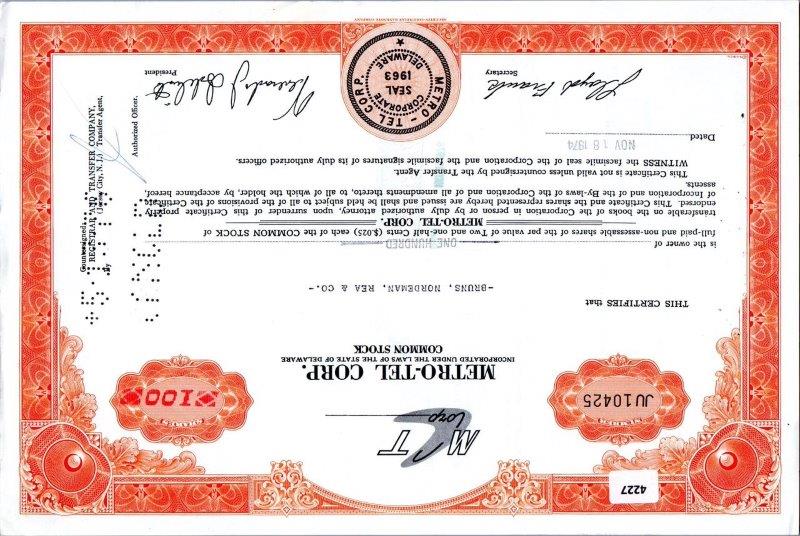 4227
M T
Corp
JU10425
*100*
METRO-TEL CORP.
INCORPORATED UNDER THE LAWS OF THE STATE OF DELAWARE
COMMON STOCK
THIS CERTIFIES that
-BRUNS, NORDEMAN, REA & CO.-
is the owner of
ONE HUNDRED
full-paid and non-assessable shares of the par value of Two and one-half Cents ($.025) each of the COMMON STOCK of
METRO-TEL CORP.
transferable on the books of the Corporation in person or by duly authorized attorney, upon surrender of this Certificate properly
endorsed. This Certificate and the shares represented hereby are issued and shall be held subject to all of the provisions of the Certificate
of Incorporation and of the By-laws of the Corporation and of all amendments thereto, to all of which the holder, by acceptance hereof,
assents.
This Certificate is not valid unless countersigned by the Transfer Agent.
WITNESS the facsimile seal of the Corporation and the facsimile signatures of its duly authorized officers.
Dated
NOV 18 1974
Countersigned:
REGISTRAR AND TRANSFER COMPANY,
(Jersey City, N.J.) Transfer Agent,
By
Authorized Officer.
METRO-TEL CORP.
CORPORATE
SEAL
1963
DELAWARE
Lloyd Frank
Secretary
President